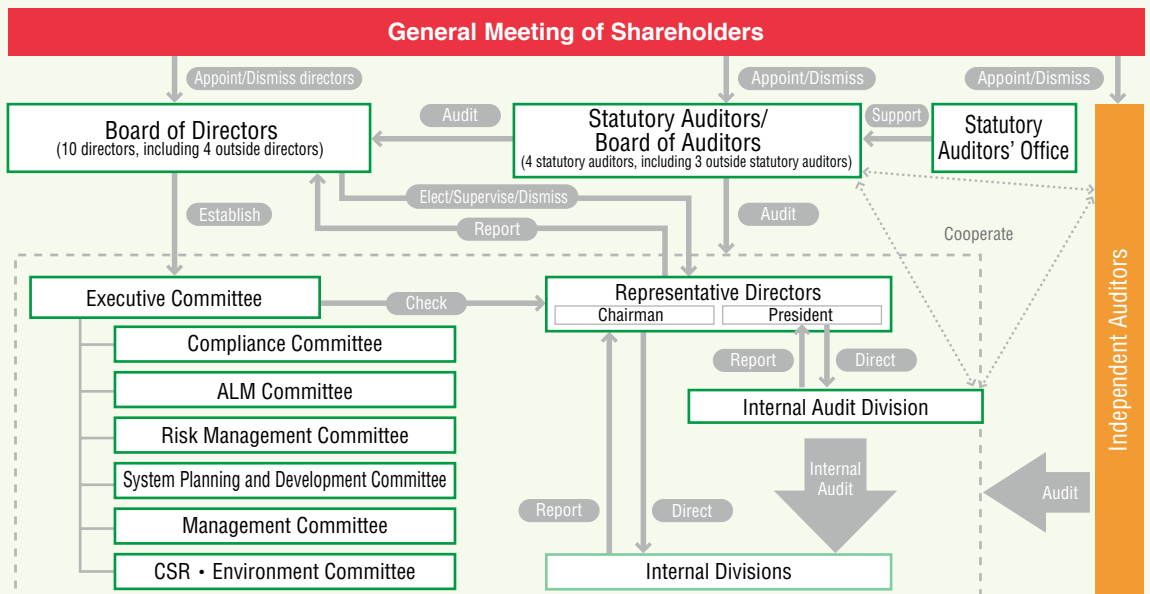 General Meeting of Shareholders
Appoint/Dismiss directors
Appoint/Dismiss
Appoint/Dismiss
Board of Directors
(10 directors, including 4 outside directors)
Audit
Statutory Auditors/
Board of Auditors
(4 statutory auditors, including 3 outside statutory auditors)
Support
Statutory
Auditors’ Office
Establish
Elect/Supervise/Dismiss
Report
Audit
Cooperate
Independent Auditors
Executive Committee
Check
Representative Directors
Chairman
President
Compliance Committee
ALM Committee
Risk Management Committee
System Planning and Development Committee
Management Committee
CSR・Environment Committee
Report
Direct
Internal Audit Division
Internal
Audit
Audit
Report
Direct
Internal Divisions